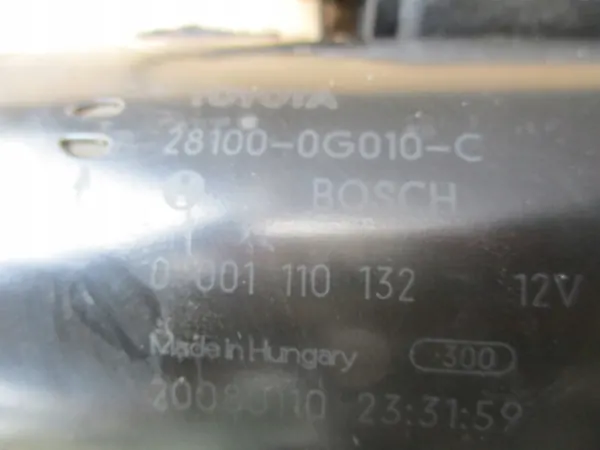 TOYOTA
28100-0G010-C
BOSCH
0 001 110 132 12V
Made in Hungary 300
23:31:59